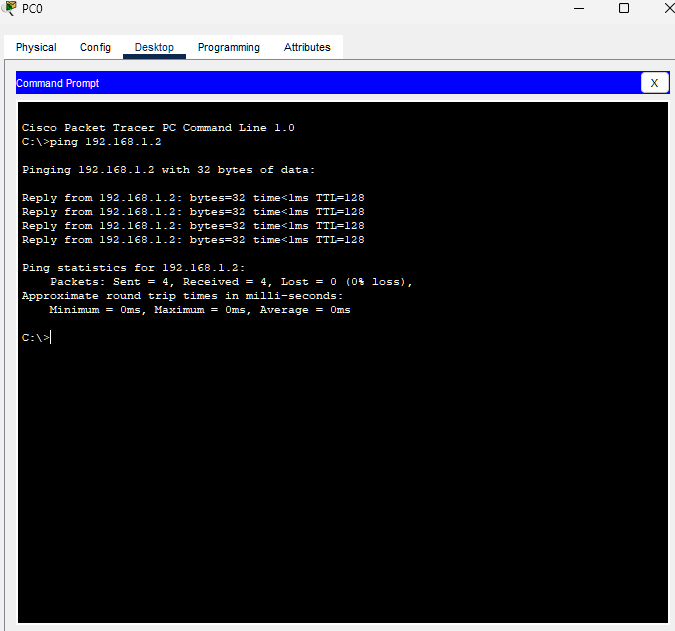 PC0
Physical Config Desktop Programming Attributes
Command Prompt
X
Cisco Packet Tracer PC Command Line 1.0
C:\>ping 192.168.1.2
Pinging 192.168.1.2 with 32 bytes of data:
Reply from 192.168.1.2: bytes=32 time<1ms TTL=128
Reply from 192.168.1.2: bytes=32 time<1ms TTL=128
Reply from 192.168.1.2: bytes=32 time<1ms TTL=128
Reply from 192.168.1.2: bytes=32 time<1ms TTL=128
Ping statistics for 192.168.1.2:
Packets: Sent = 4, Received = 4, Lost = 0 (0% loss),
Approximate round trip times in milli-seconds:
Minimum = 0ms, Maximum = 0ms, Average = 0ms
C:\>